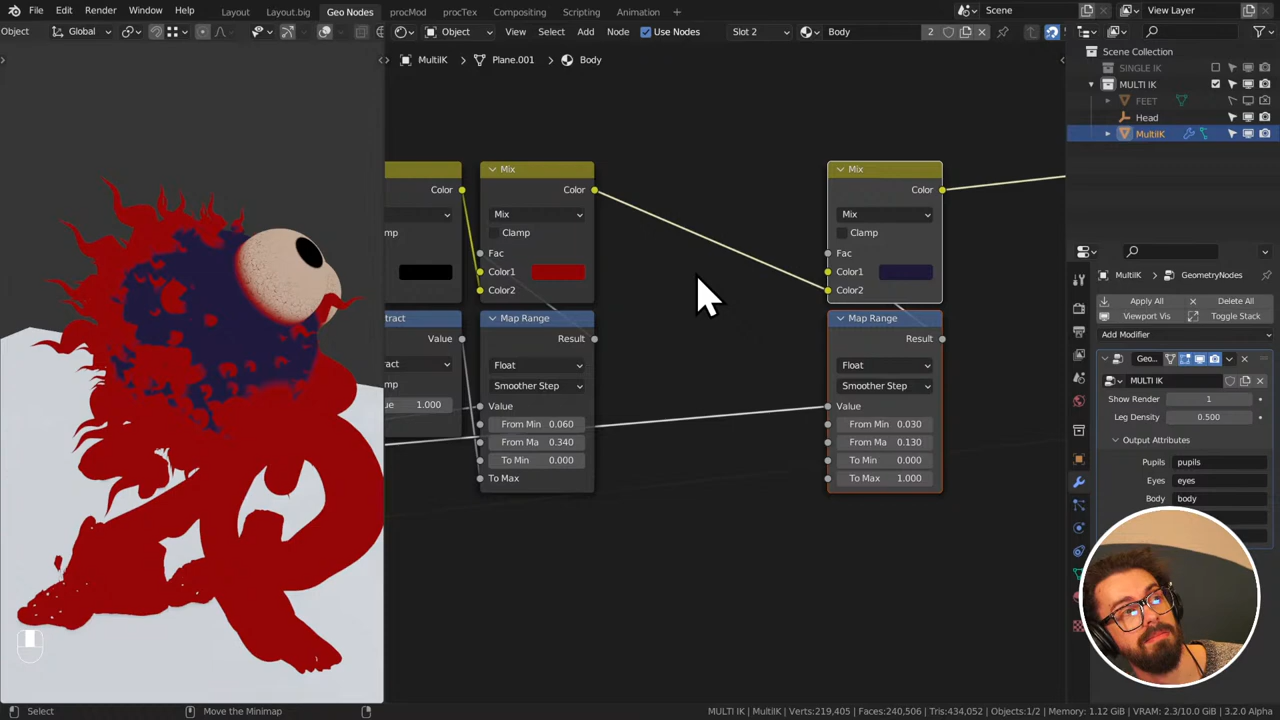 File Edit Render Window Help Layout Layout.big Geo Nodes procMod procTex Compositing Scripting Animation Scene View Layer
Object Global Object View Select Add Node Use Nodes Slot 2 Body 2
MultiIK Plane.001 Body
Scene Collection
SINGLE IK
MULTI IK
FEET
Head
MultiIK
Mix
Color
Mix
Clamp
Fac
Color1
Color2
Color
Map Range
Result
Float
Smoother Step
Value
From Min 0.060
From Ma 0.340
To Min 0.000
To Max
Value
1.000
Mix
Color
Mix
Clamp
Fac
Color1
Color2
Map Range
Result
Float
Smoother Step
Value
From Min 0.030
From Ma 0.130
To Min 0.000
To Max 1.000
MultiIK GeometryNodes
Apply All Delete All
Viewport Vis Toggle Stack
Add Modifier
Geo..
MULTI IK
Show Render 1
Leg Density 0.500
Output Attributes
Pupils pupils
Eyes eyes
Body body
Select Move the Minimap MULTI IK | MultiIK | Verts:219,405 | Faces:240,506 | Tris:434,052 | Objects:1/2 | Memory: 1.12 GiB | VRAM: 2.3/10.0 GiB | 3.2.0 Alpha